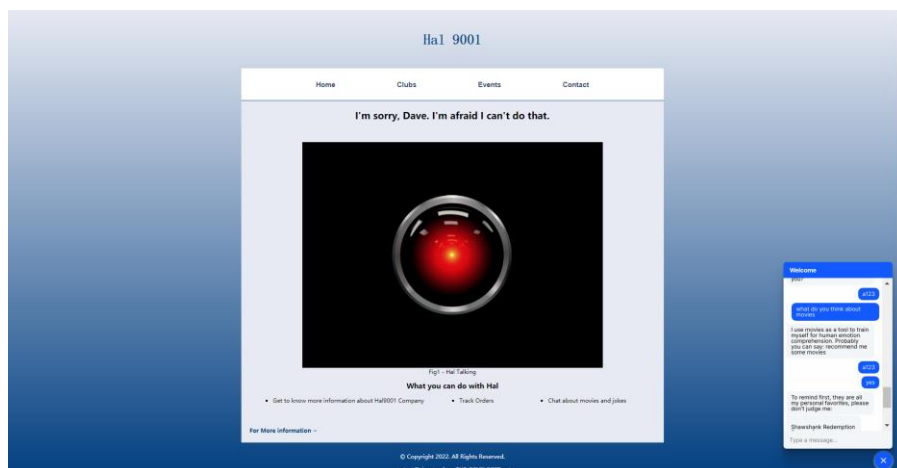 Hal 9001
Home Clubs Events Contact
I'm sorry, Dave. I'm afraid I can't do that.
Fig1 - Hal Talking
What you can do with Hal
• Get to know more information about Hal9001 Company • Track Orders • Chat about movies and jokes
For More information –
© Copyright 2022. All Rights Reserved.
Welcome
you?
a123
what do you think about
movies
I use movies as a tool to train
myself for human emotion
comprehension. Probably
you can say: recommend me
some movies
a123
yes
To remind first, they are all
my personal favorites, please
don't judge me:
Shawshank Redemption
Type a message...